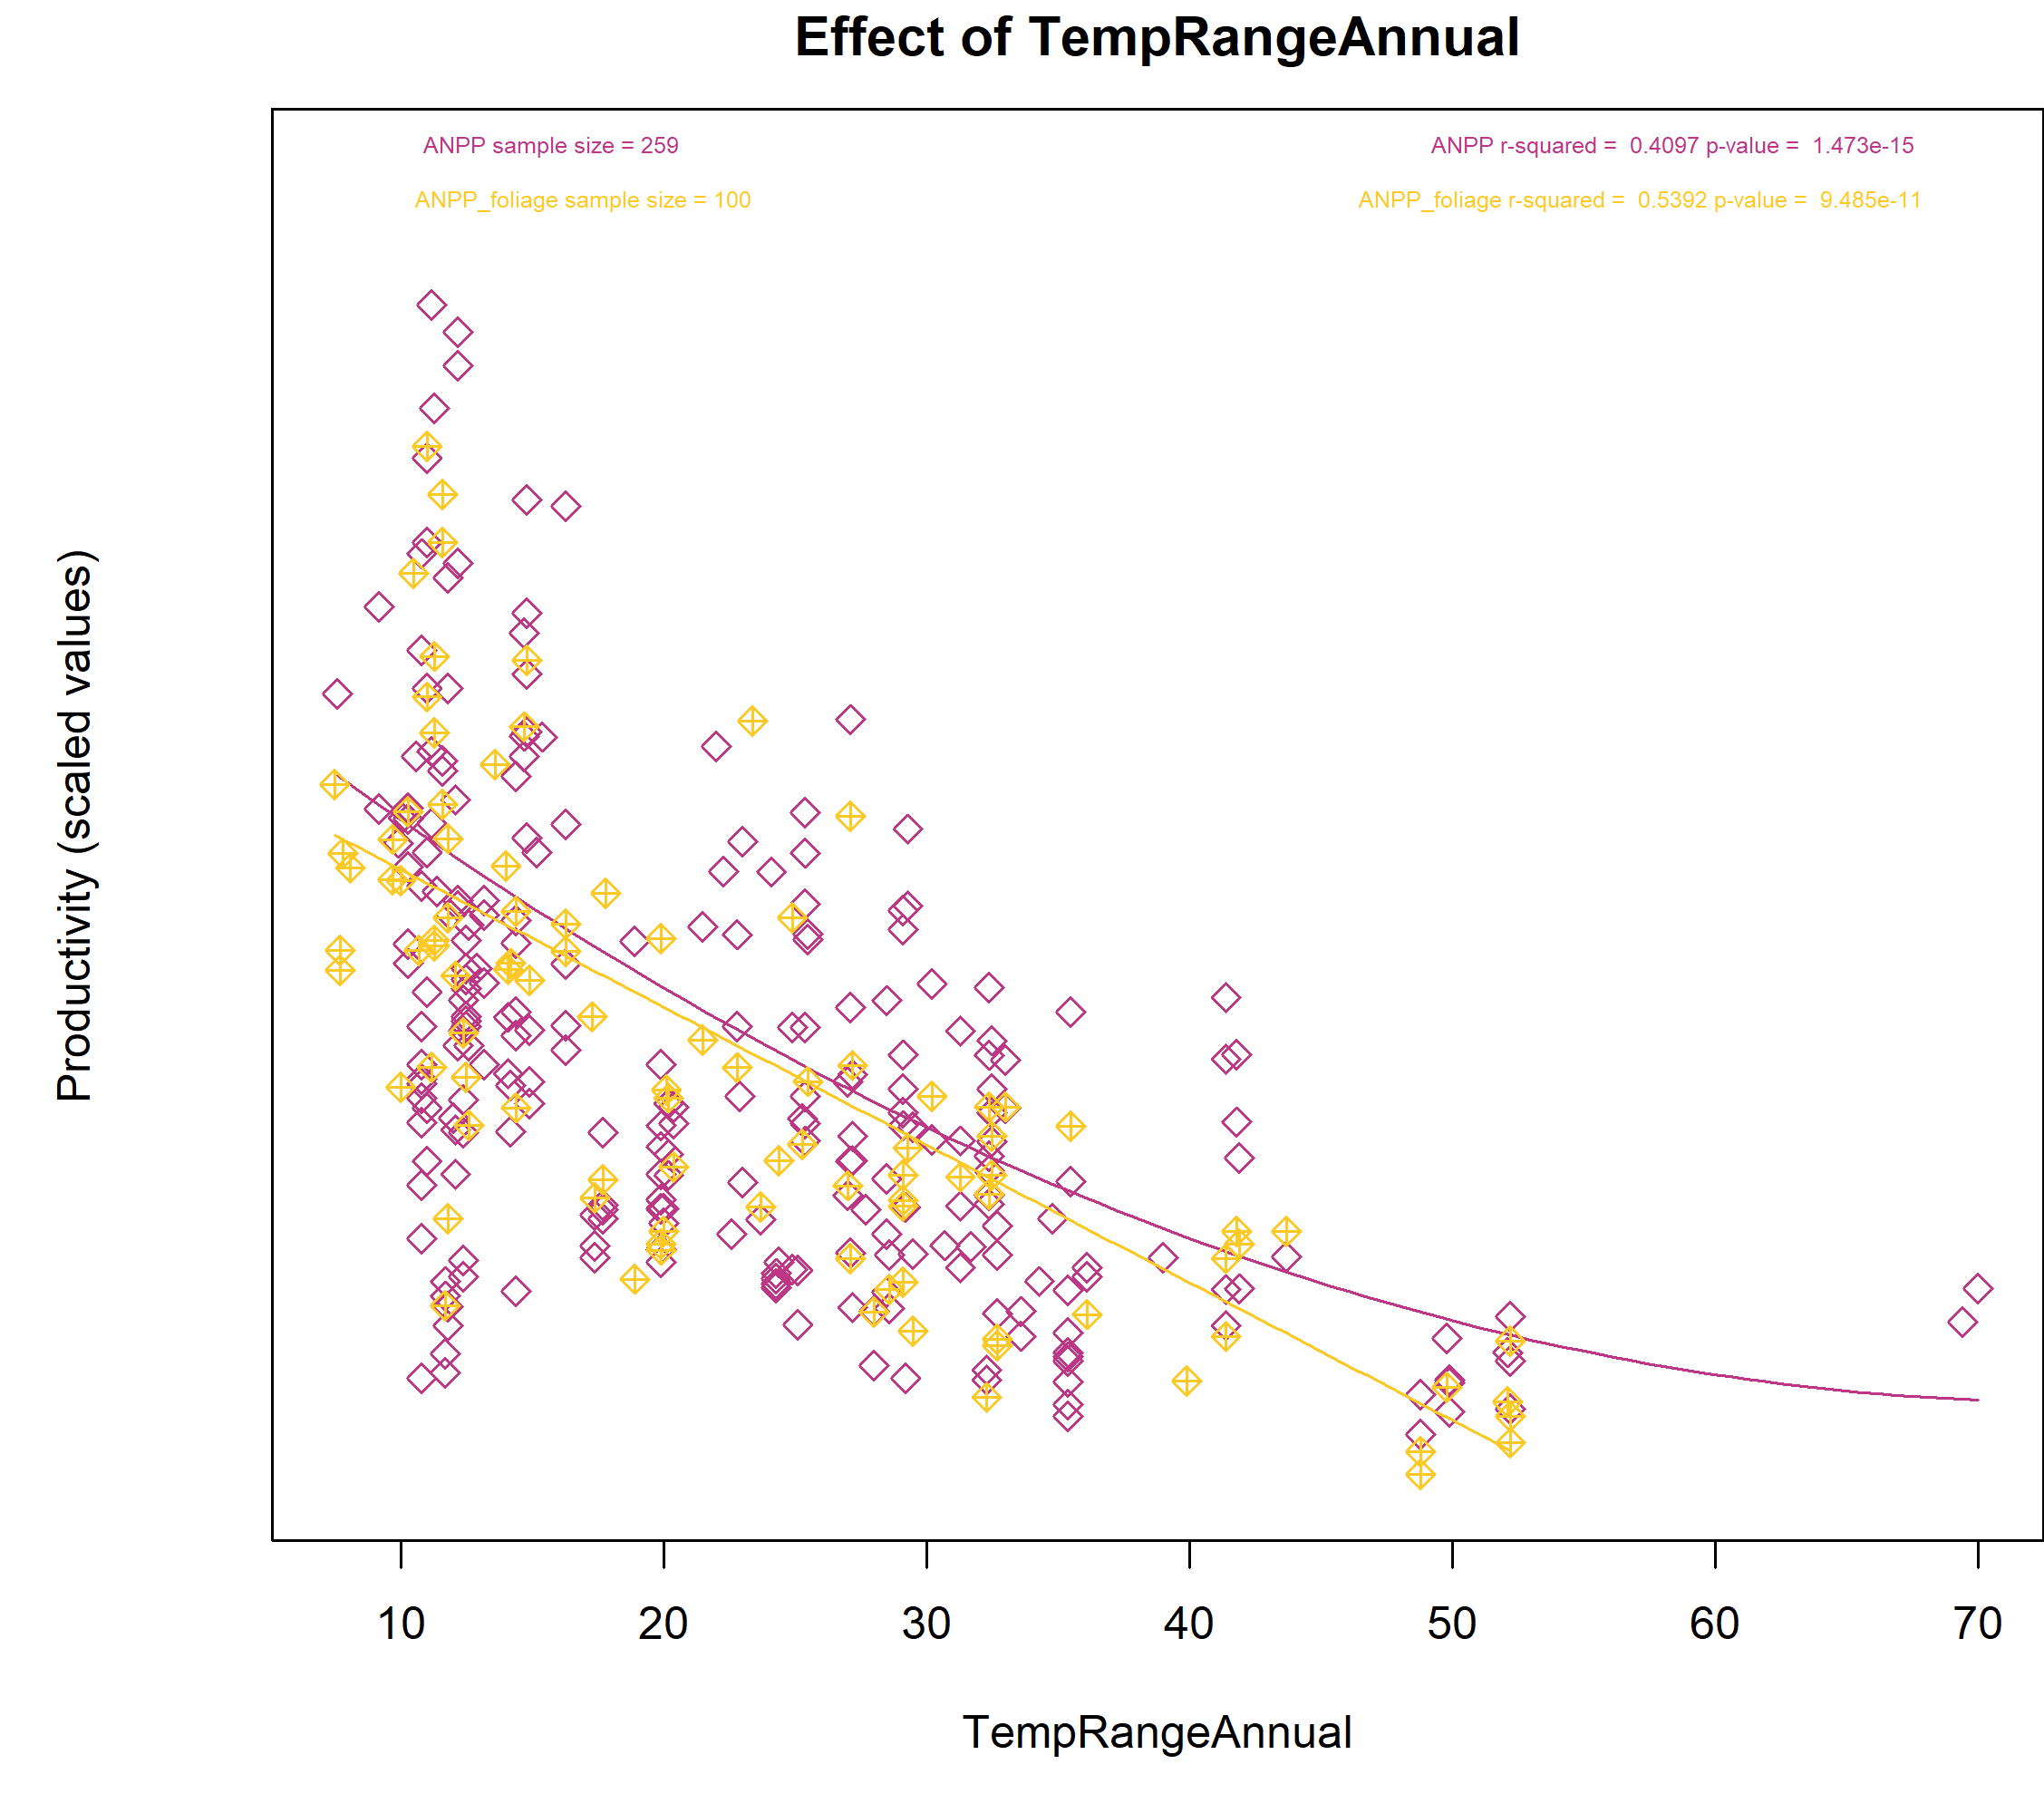 Effect of TempRangeAnnual
ANPP sample size = 259
ANPP r-squared =  0.4097 p-value =  1.473e-15
ANPP_foliage sample size = 100
ANPP_foliage r-squared =  0.5392 p-value =  9.485e-11
Productivity (scaled values)
10 20 30 40 50 60 70
TempRangeAnnual